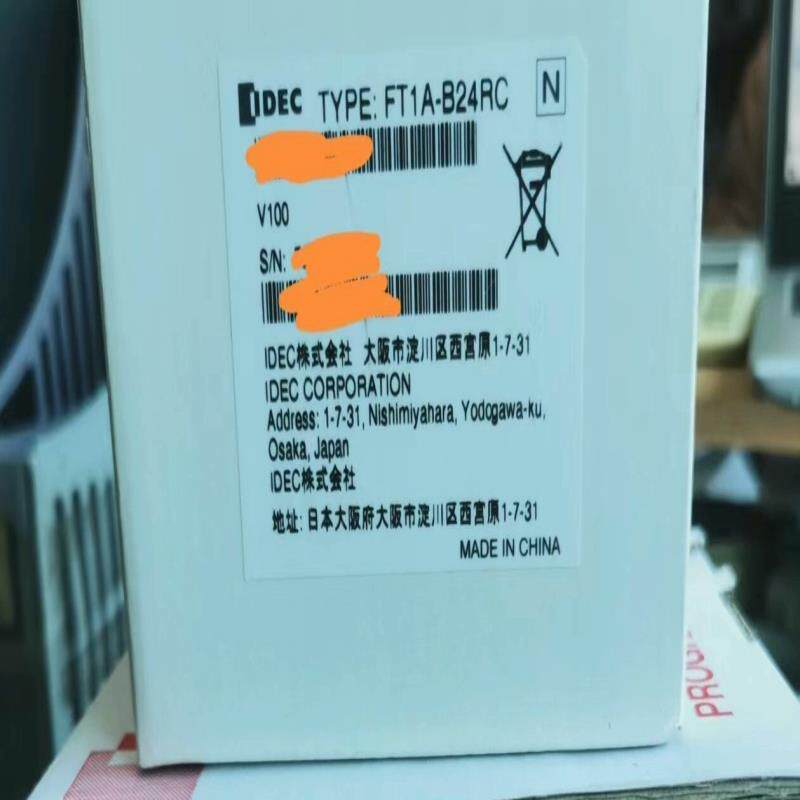 IDEC TYPE: FT1A-B24RC N
V100
S/N:
IDEC株式会社 大阪市淀川区西宮原1-7-31
IDEC CORPORATION
Address: 1-7-31, Nishimiyahara, Yodogawa-ku,
Osaka, Japan
IDEC株式会社
地址: 日本大阪府大阪市淀川区西宮原1-7-31
MADE IN CHINA